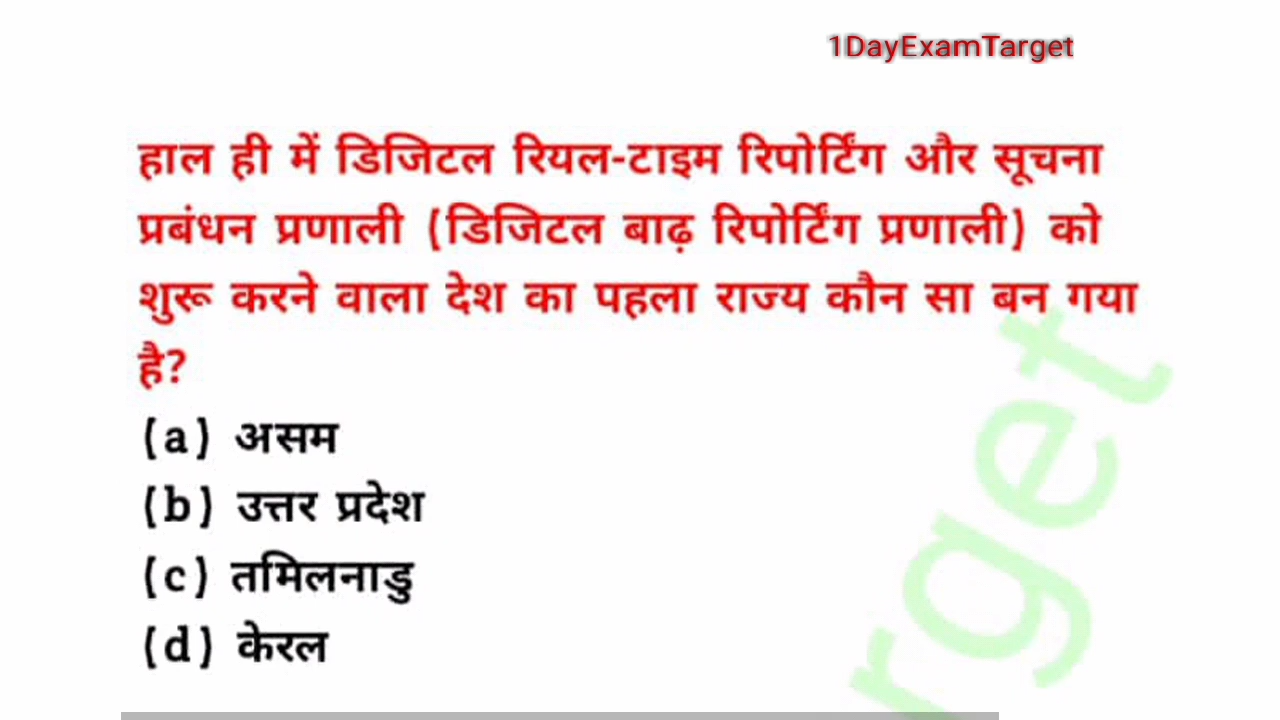 1DayExamTarget
हाल ही में डिजिटल रियल-टाइम रिपोर्टिंग और सूचना
प्रबंधन प्रणाली (डिजिटल बाढ़ रिपोर्टिंग प्रणाली) को
शुरू करने वाला देश का पहला राज्य कौन सा बन गया
है?
(a) असम
(b) उत्तर प्रदेश
(c) तमिलनाडु
(d) केरल
rget